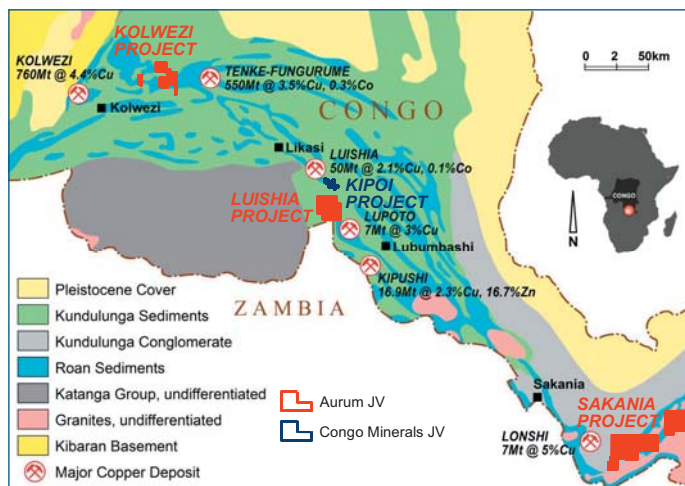 KOLWEZI
PROJECT
KOLWEZI
760Mt @ 4.4%Cu
Kolwezi
TENKE-FUNGURUME
550Mt @ 3.5%Cu, 0.3%Co
CONGO
0 2 50km
Likasi
LUISHIA
50Mt @ 2.1%Cu, 0.1%Co
KIPOI
PROJECT
LUISHIA
PROJECT
LUPOTO
7Mt @ 3%Cu
Lubumbashi
KIPUSHI
16.9Mt @ 2.3%Cu, 16.7%Zn
CONGO
N
ZAMBIA
Pleistocene Cover
Kundulunga Sediments
Kundulunga Conglomerate
Roan Sediments
Katanga Group, undifferentiated
Granites, undifferentiated
Kibaran Basement
Major Copper Deposit
Aurum JV
Congo Minerals JV
Sakania
SAKANIA
PROJECT
LONSHI
7Mt @ 5%Cu